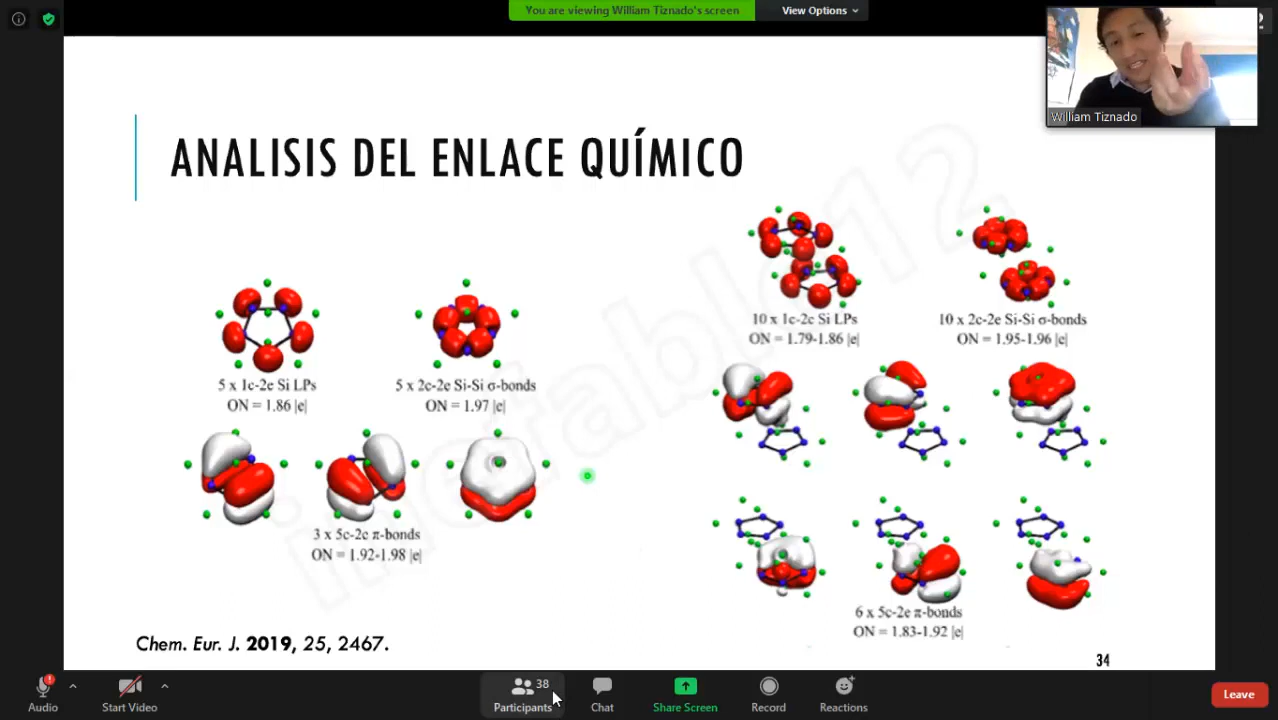 You are viewing William Tiznado's screen
View Options
William Tiznado
ANALISIS DEL ENLACE QUÍMICO
5 x 1c-2e Si LPs
ON = 1.86 |e|
5 x 2c-2e Si-Si σ-bonds
ON = 1.97 |e|
3 x 5c-2e π-bonds
ON = 1.92-1.98 |e|
10 x 1c-2e Si LPs
ON = 1.79-1.86 |e|
10 x 2c-2e Si-Si σ-bonds
ON = 1.95-1.96 |e|
6 x 5c-2e π-bonds
ON = 1.83-1.92 |e|
Chem. Eur. J. 2019, 25, 2467.
34
Audio
Start Video
38
Participants
Chat
Share Screen
Record
Reactions
Leave